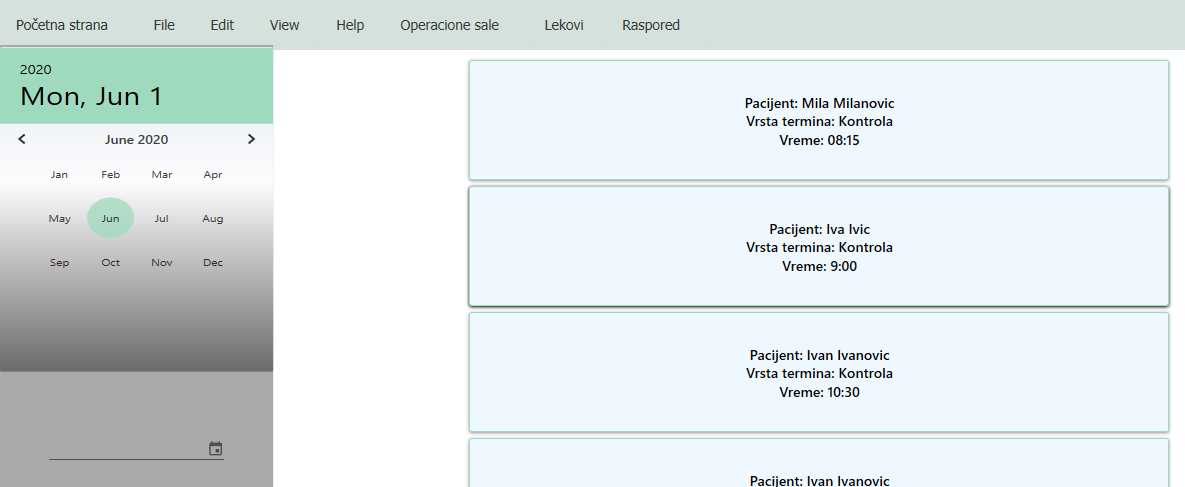 Početna strana File Edit View Help Operacione sale Lekovi Raspored
2020
Mon, Jun 1
June 2020
Jan Feb Mar Apr
May Jun Jul Aug
Sep Oct Nov Dec
Pacijent: Mila Milanovic
Vrsta termina: Kontrola
Vreme: 08:15
Pacijent: Iva Ivic
Vrsta termina: Kontrola
Vreme: 9:00
Pacijent: Ivan Ivanovic
Vrsta termina: Kontrola
Vreme: 10:30
Pacijent: Ivan Ivanovic